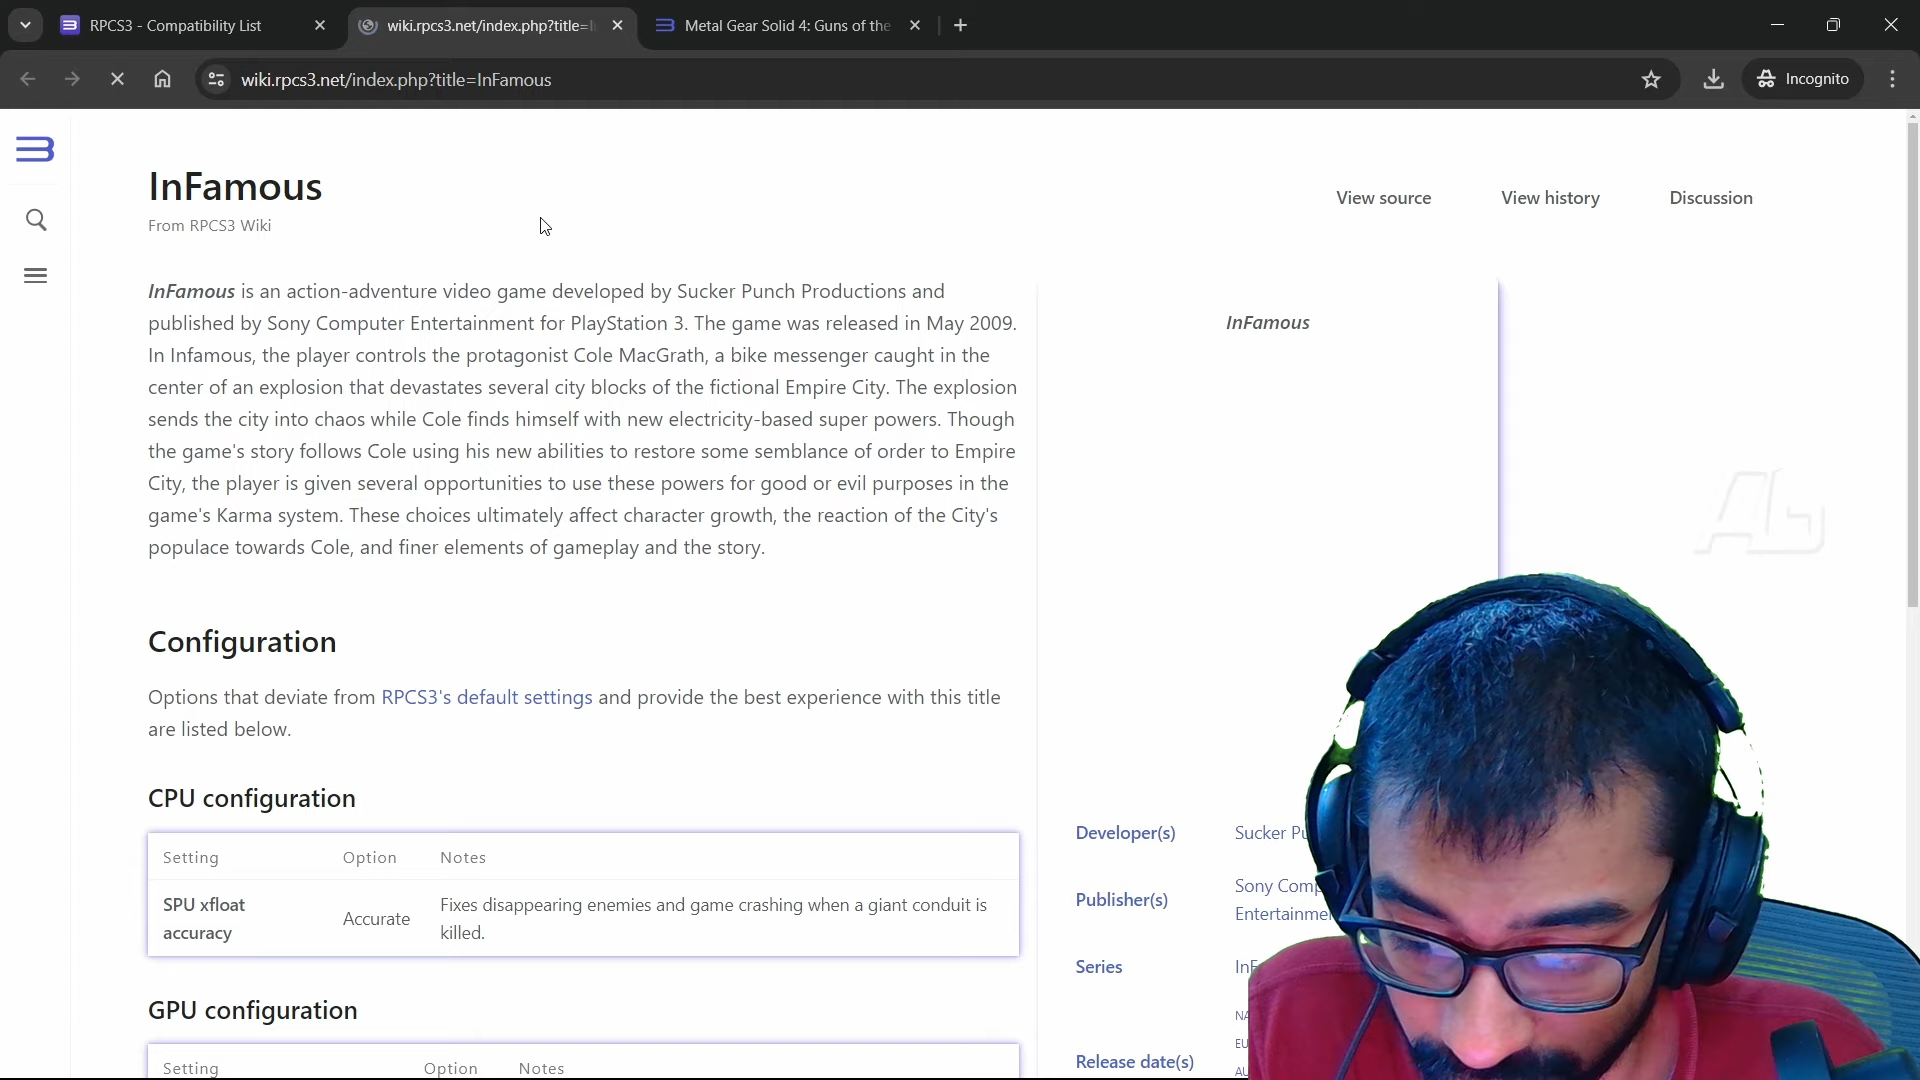 RPCS3 - Compatibility List
wiki.rpcs3.net/index.php?title=I
Metal Gear Solid 4: Guns of the
wiki.rpcs3.net/index.php?title=InFamous
Incognito
InFamous
From RPCS3 Wiki
View source
View history
Discussion
InFamous is an action-adventure video game developed by Sucker Punch Productions and
published by Sony Computer Entertainment for PlayStation 3. The game was released in May 2009.
In Infamous, the player controls the protagonist Cole MacGrath, a bike messenger caught in the
center of an explosion that devastates several city blocks of the fictional Empire City. The explosion
sends the city into chaos while Cole finds himself with new electricity-based super powers. Though
the game's story follows Cole using his new abilities to restore some semblance of order to Empire
City, the player is given several opportunities to use these powers for good or evil purposes in the
game's Karma system. These choices ultimately affect character growth, the reaction of the City's
populace towards Cole, and finer elements of gameplay and the story.
Configuration
Options that deviate from RPCS3's default settings and provide the best experience with this title
are listed below.
CPU configuration
Setting Option Notes
SPU xfloat accuracy Accurate Fixes disappearing enemies and game crashing when a giant conduit is
killed.
GPU configuration
Setting Option Notes
InFamous
Developer(s) Sucker Pu
Publisher(s) Sony Comp
Entertainme
Series InF
Release date(s) NA
EU
AU